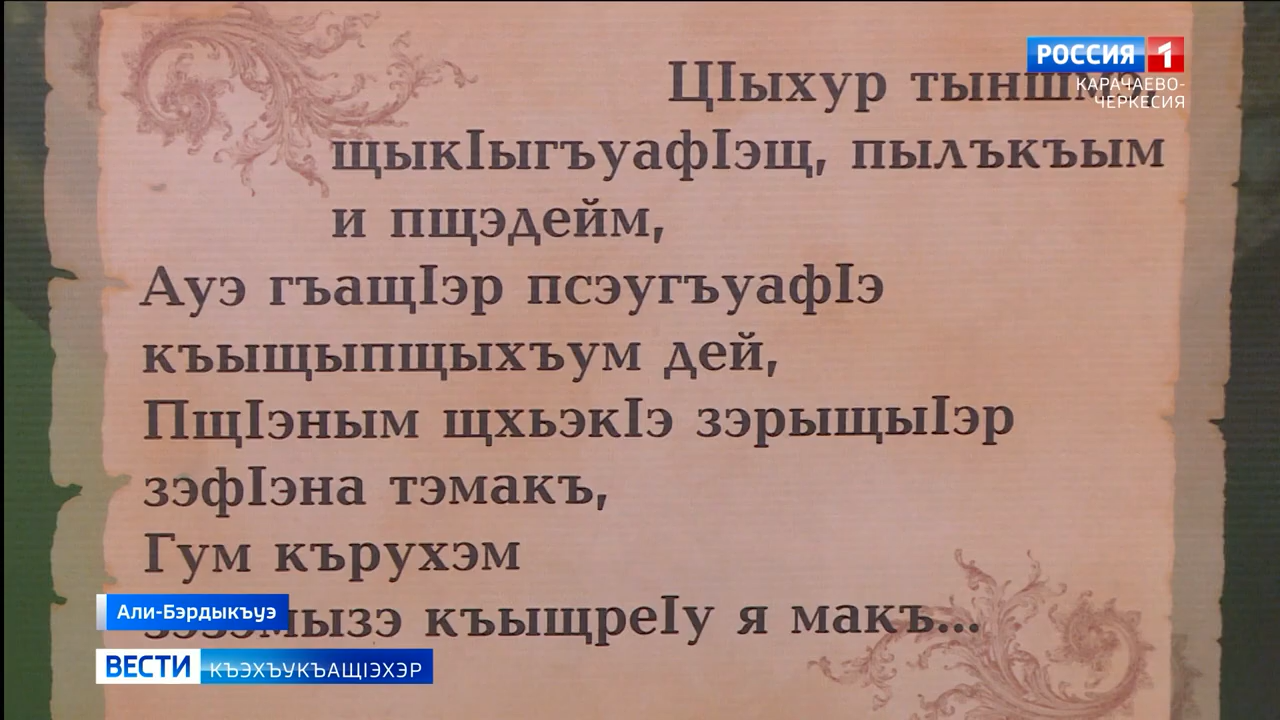 РОССИЯ 1
КАРАЧАЕВО-
ЧЕРКЕСИЯ
ЦIыхур
щыкIыгъуафIэщ, пылъкъым
и пщэдейм,
Ауэ гъащIэр псэугъуафIэ
къыщыпщыхъум дей,
ПщIэным щхьэкIэ зэрыщыIэр
зэфIэна тэмакъ,
Гум кърухэм
къыщреIу я макъ...
Али-Бэрдыкъуэ
ВЕСТИ КЪЭХЪУКЪАЩIЭХЭР